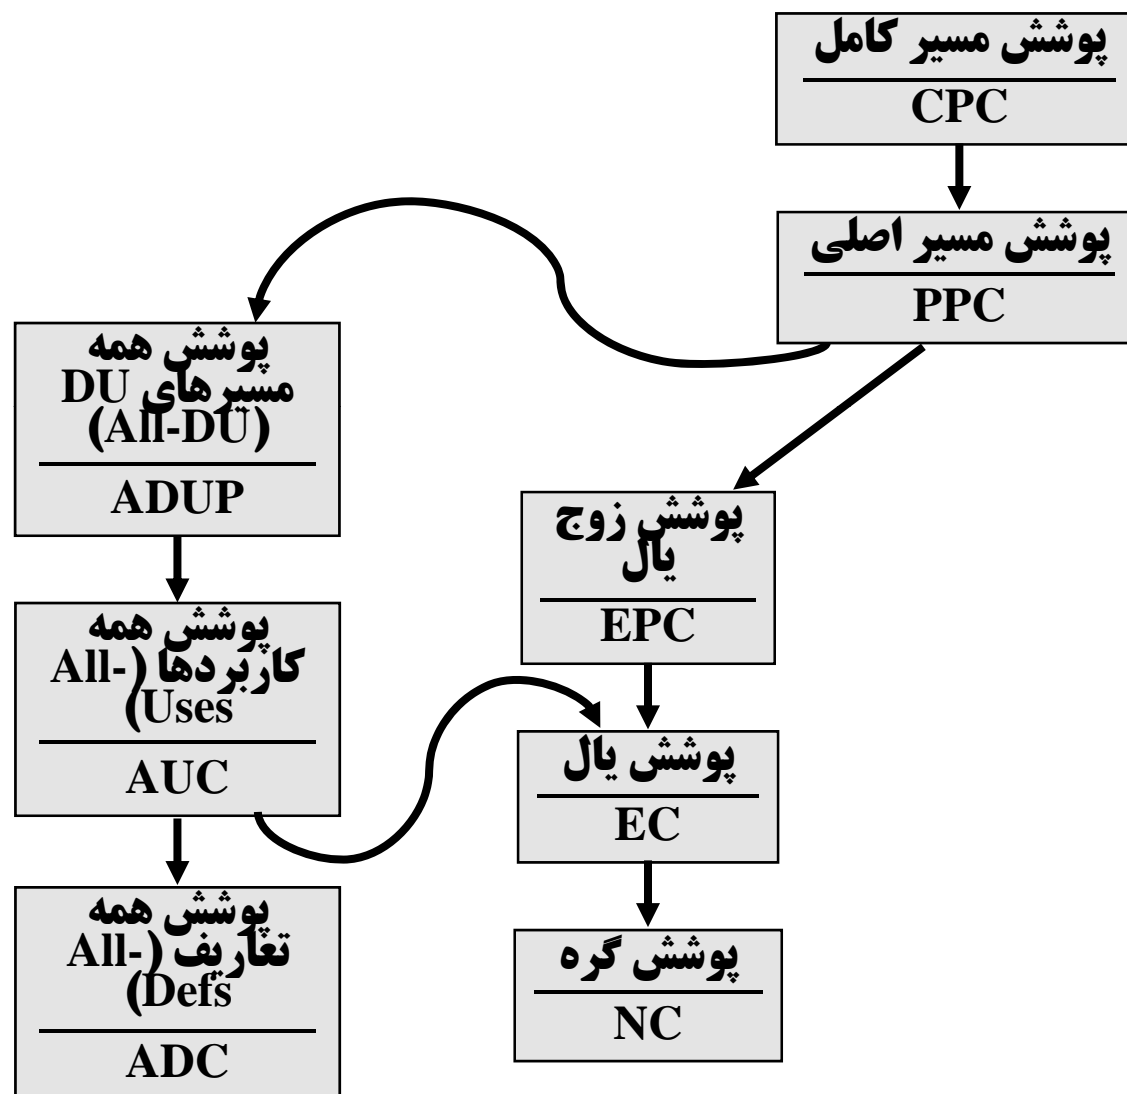 پوشش مسیر کامل
CPC
پوشش مسیر اصلی
PPC
پوشش همه
مسیرهای DU
(All-DU)
ADUP
پوشش زوج
یال
EPC
پوشش همه
کاربردها (All-
Uses)
AUC
پوشش یال
EC
پوشش همه
تعاریف (All-
Defs)
ADC
پوشش گره
NC